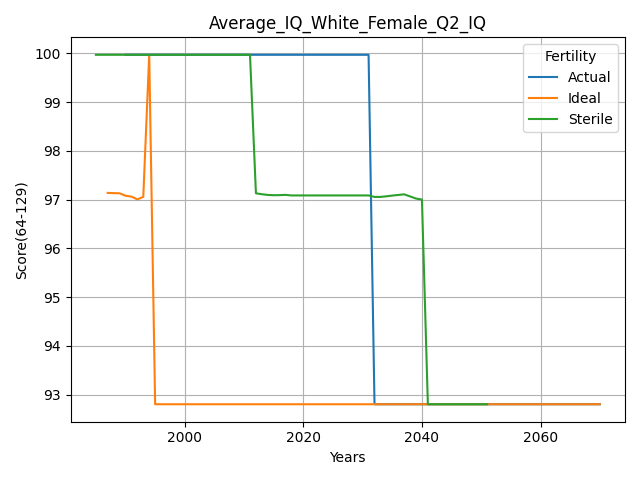 Average_IQ_White_Female_Q2_IQ
Score(64-129)
100
99
98
97
96
95
94
93
Fertility
Actual
Ideal
Sterile
2000 2020 2040 2060
Years